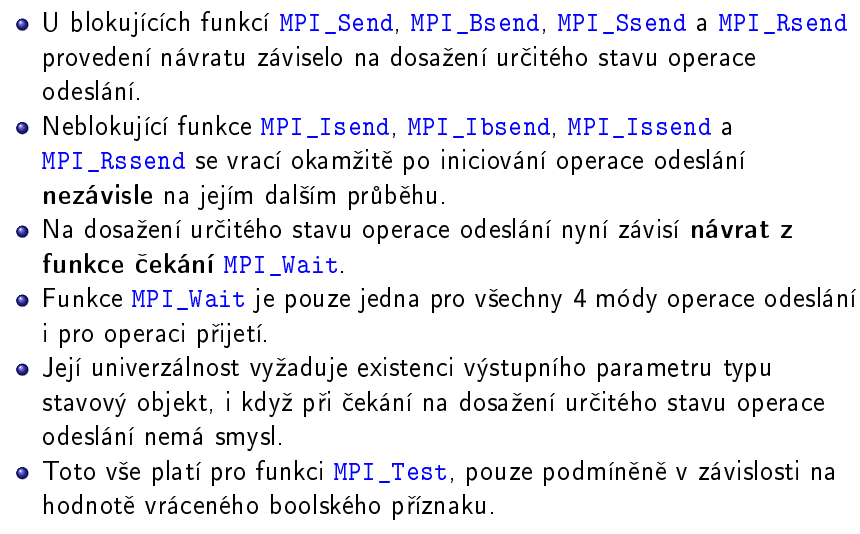 U blokujících funkcí MPI_Send, MPI_Bsend, MPI_Ssend a MPI_Rsend
provedení návratu záviselo na dosažení určitého stavu operace
odeslání.
Neblokující funkce MPI_Isend, MPI_Ibsend, MPI_Issend a
MPI_Rssend se vrací okamžitě po iniciování operace odeslání
nezávisle na jejím dalším průběhu.
Na dosažení určitého stavu operace odeslání nyní závisí návrat z
funkce čekání MPI_Wait.
Funkce MPI_Wait je pouze jedna pro všechny 4 módy operace odeslání
i pro operaci přijetí.
Její univerzálnost vyžaduje existenci výstupního parametru typu
stavový objekt, i když při čekání na dosažení určitého stavu operace
odeslání nemá smysl.
Toto vše platí pro funkci MPI_Test, pouze podmíněně v závislosti na
hodnotě vráceného boolského příznaku.